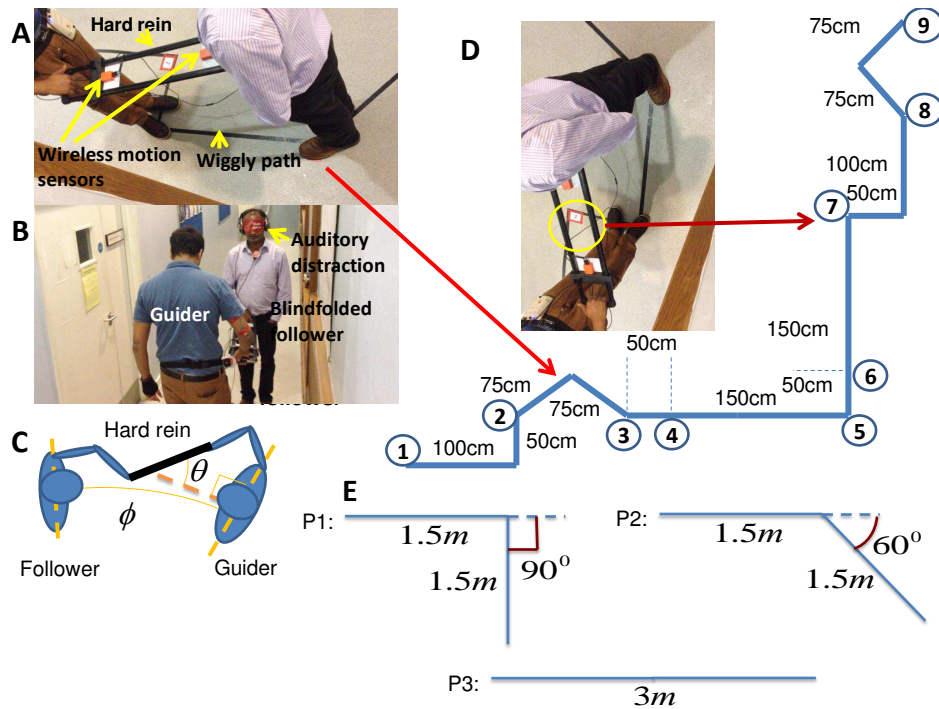 A
Hard rein
Wireless motion
sensors
Wiggly path
B
Auditory
distraction
Guider
Blindfolded
follower
C
Hard rein
θ
ϕ
Follower
Guider
D
75cm
9
75cm
8
100cm
50cm
7
150cm
50cm
6
50cm
75cm
2
75cm
150cm
1
100cm
50cm
3
4
5
E
P1:
1.5m
1.5m
90°
P2:
1.5m
1.5m
60°
P3:
3m